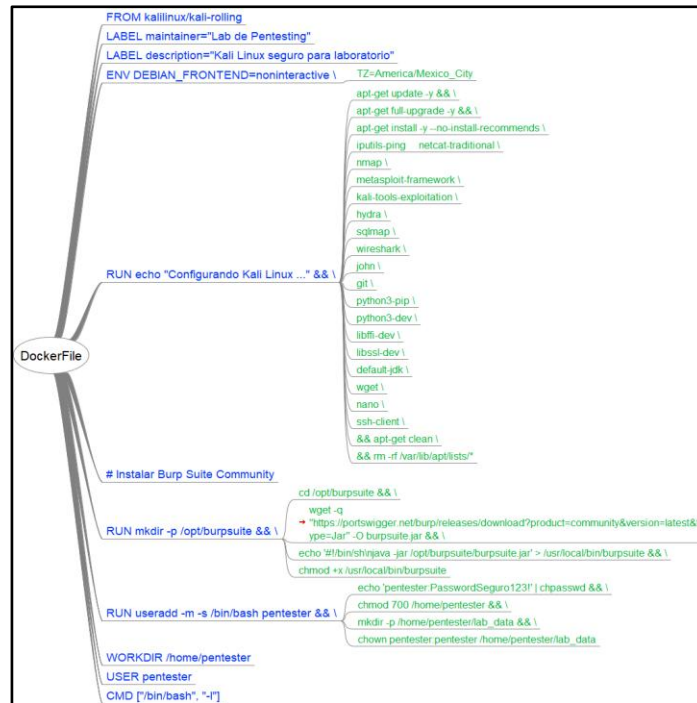 FROM kalilinux/kali-rolling
LABEL maintainer="Lab de Pentesting"
LABEL description="Kali Linux seguro para laboratorio"
ENV DEBIAN_FRONTEND=noninteractive \
TZ=America/Mexico_City
RUN echo "Configurando Kali Linux ..." && \
apt-get update -y && \
apt-get full-upgrade -y && \
apt-get install -y --no-install-recommends \
iputils-ping netcat-traditional \
nmap \
metasploit-framework \
kali-tools-exploitation \
hydra \
sqlmap \
wireshark \
john \
git \
python3-pip \
python3-dev \
libffi-dev \
libssl-dev \
default-jdk \
wget \
nano \
ssh-client \
&& apt-get clean \
&& rm -rf /var/lib/apt/lists/*
DockerFile
# Instalar Burp Suite Community
RUN mkdir -p /opt/burpsuite && \
cd /opt/burpsuite && \
wget -q
"https://portswigger.net/burp/releases/download?product=community&version=latest&
ype=Jar" -O burpsuite.jar && \
echo '#!/bin/sh\njava -jar /opt/burpsuite/burpsuite.jar' > /usr/local/bin/burpsuite && \
chmod +x /usr/local/bin/burpsuite
RUN useradd -m -s /bin/bash pentester && \
echo 'pentester:PasswordSeguro123!' | chpasswd && \
chmod 700 /home/pentester && \
mkdir -p /home/pentester/lab_data && \
chown pentester:pentester /home/pentester/lab_data
WORKDIR /home/pentester
USER pentester
CMD ["/bin/bash", "-l"]